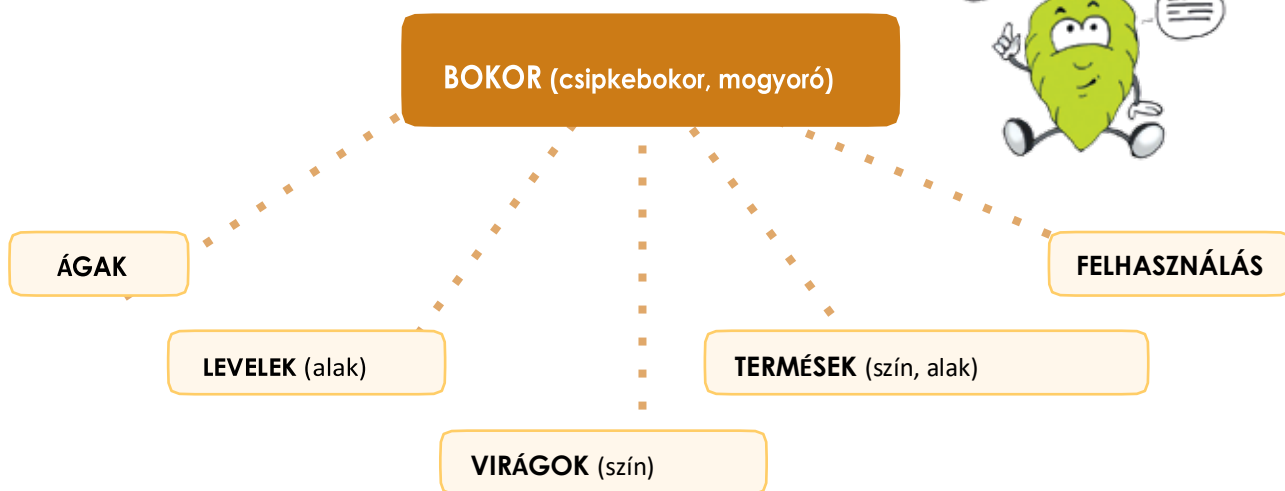 BOKOR (csipkebokor, mogyoró)
ÁGAK
FELHASZNÁLÁS
LEVELEK (alak)
TERMÉSEK (szín, alak)
VIRÁGOK (szín)